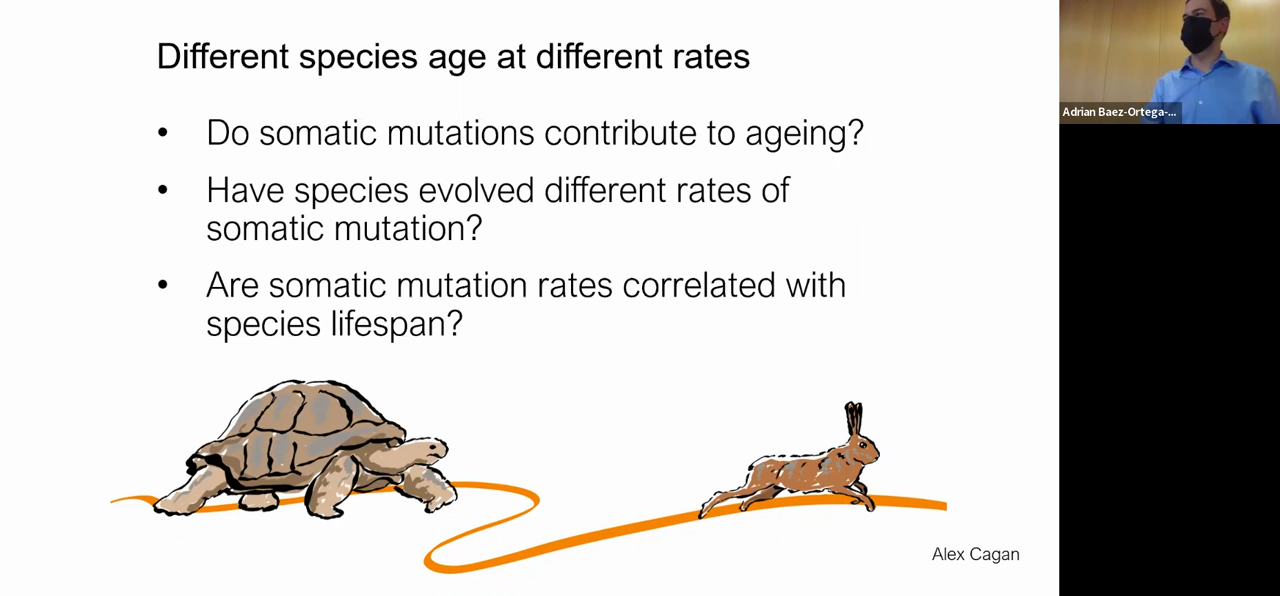 Different species age at different rates
• Do somatic mutations contribute to ageing?
• Have species evolved different rates of
somatic mutation?
• Are somatic mutation rates correlated with
species lifespan?
Alex Cagan
Adrian Baez-Ortega-...